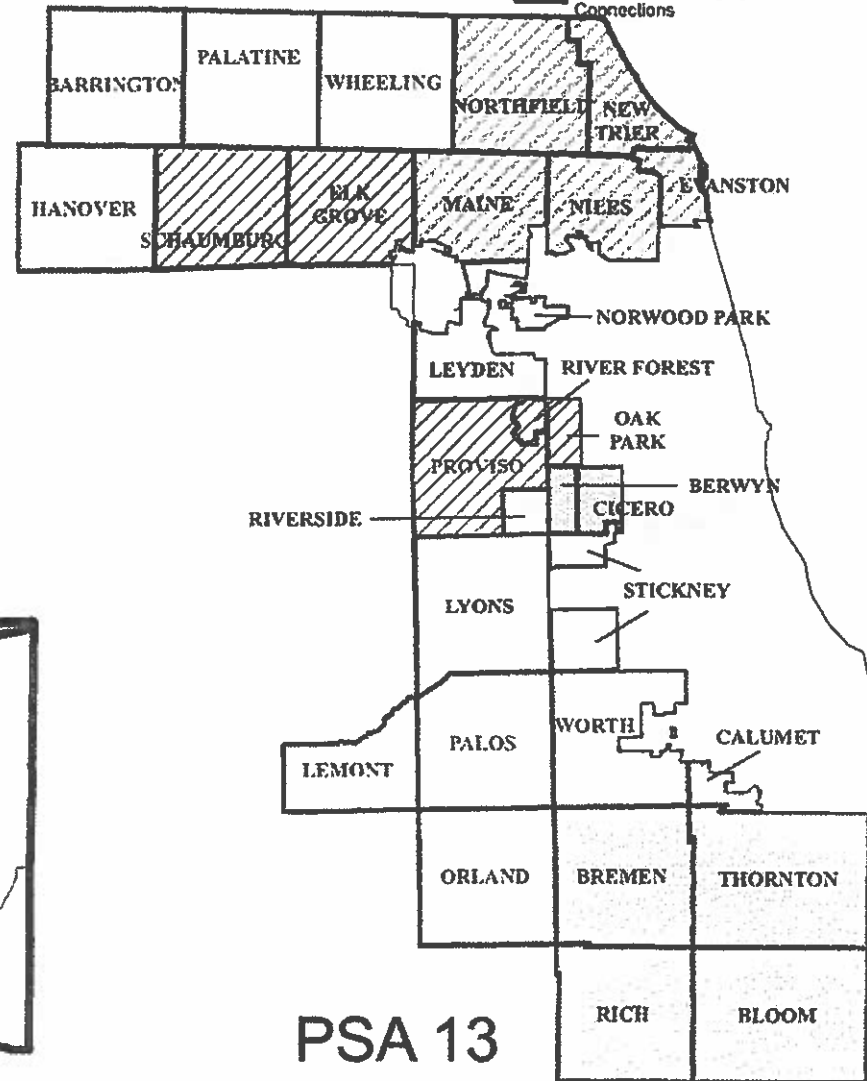 Connections
BARRINGTON
PALATINE
WHEELING
NORTHFIELD
NEW
TRIER
HANOVER
SCHAUMBURG
ELK
GROVE
MAINE
NILES
EVANSTON
NORWOOD PARK
LEYDEN
RIVER FOREST
OAK
PARK
PROVISO
BERWYN
CICERO
RIVERSIDE
STICKNEY
LYONS
WORTH
PALOS
CALUMET
LEMONT
ORLAND
BREMEN
THORNTON
RICH
BLOOM
PSA 13